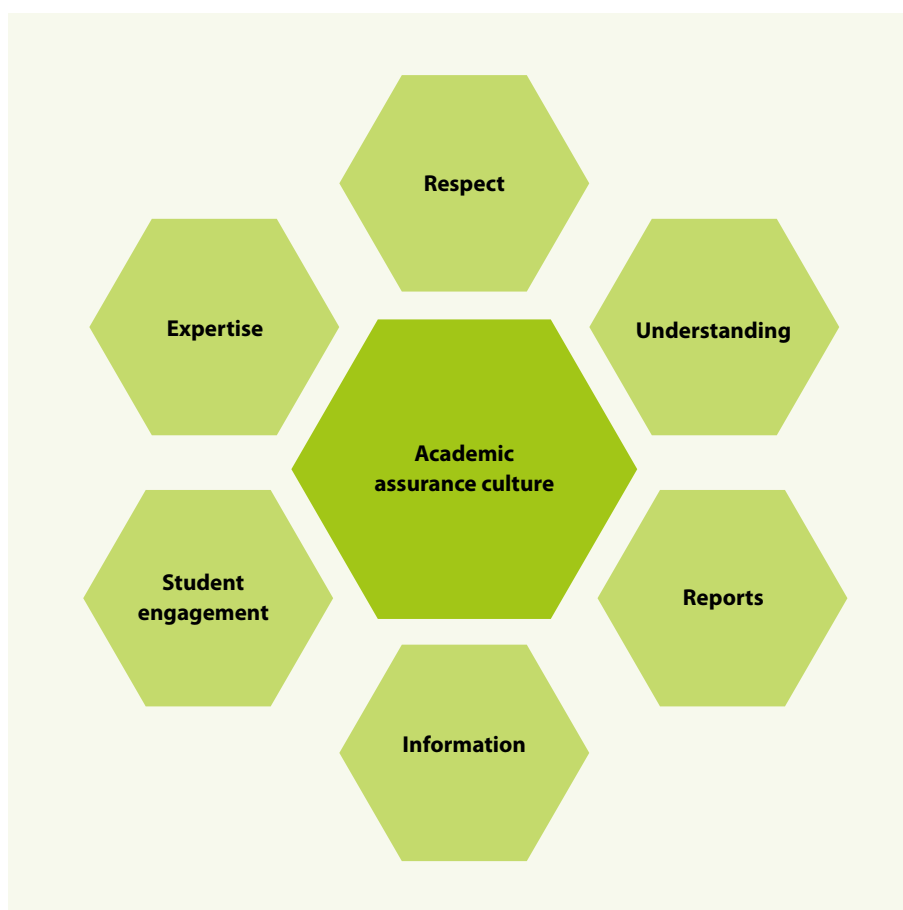 Respect
Expertise
Understanding
Academic
assurance culture
Student
engagement
Reports
Information